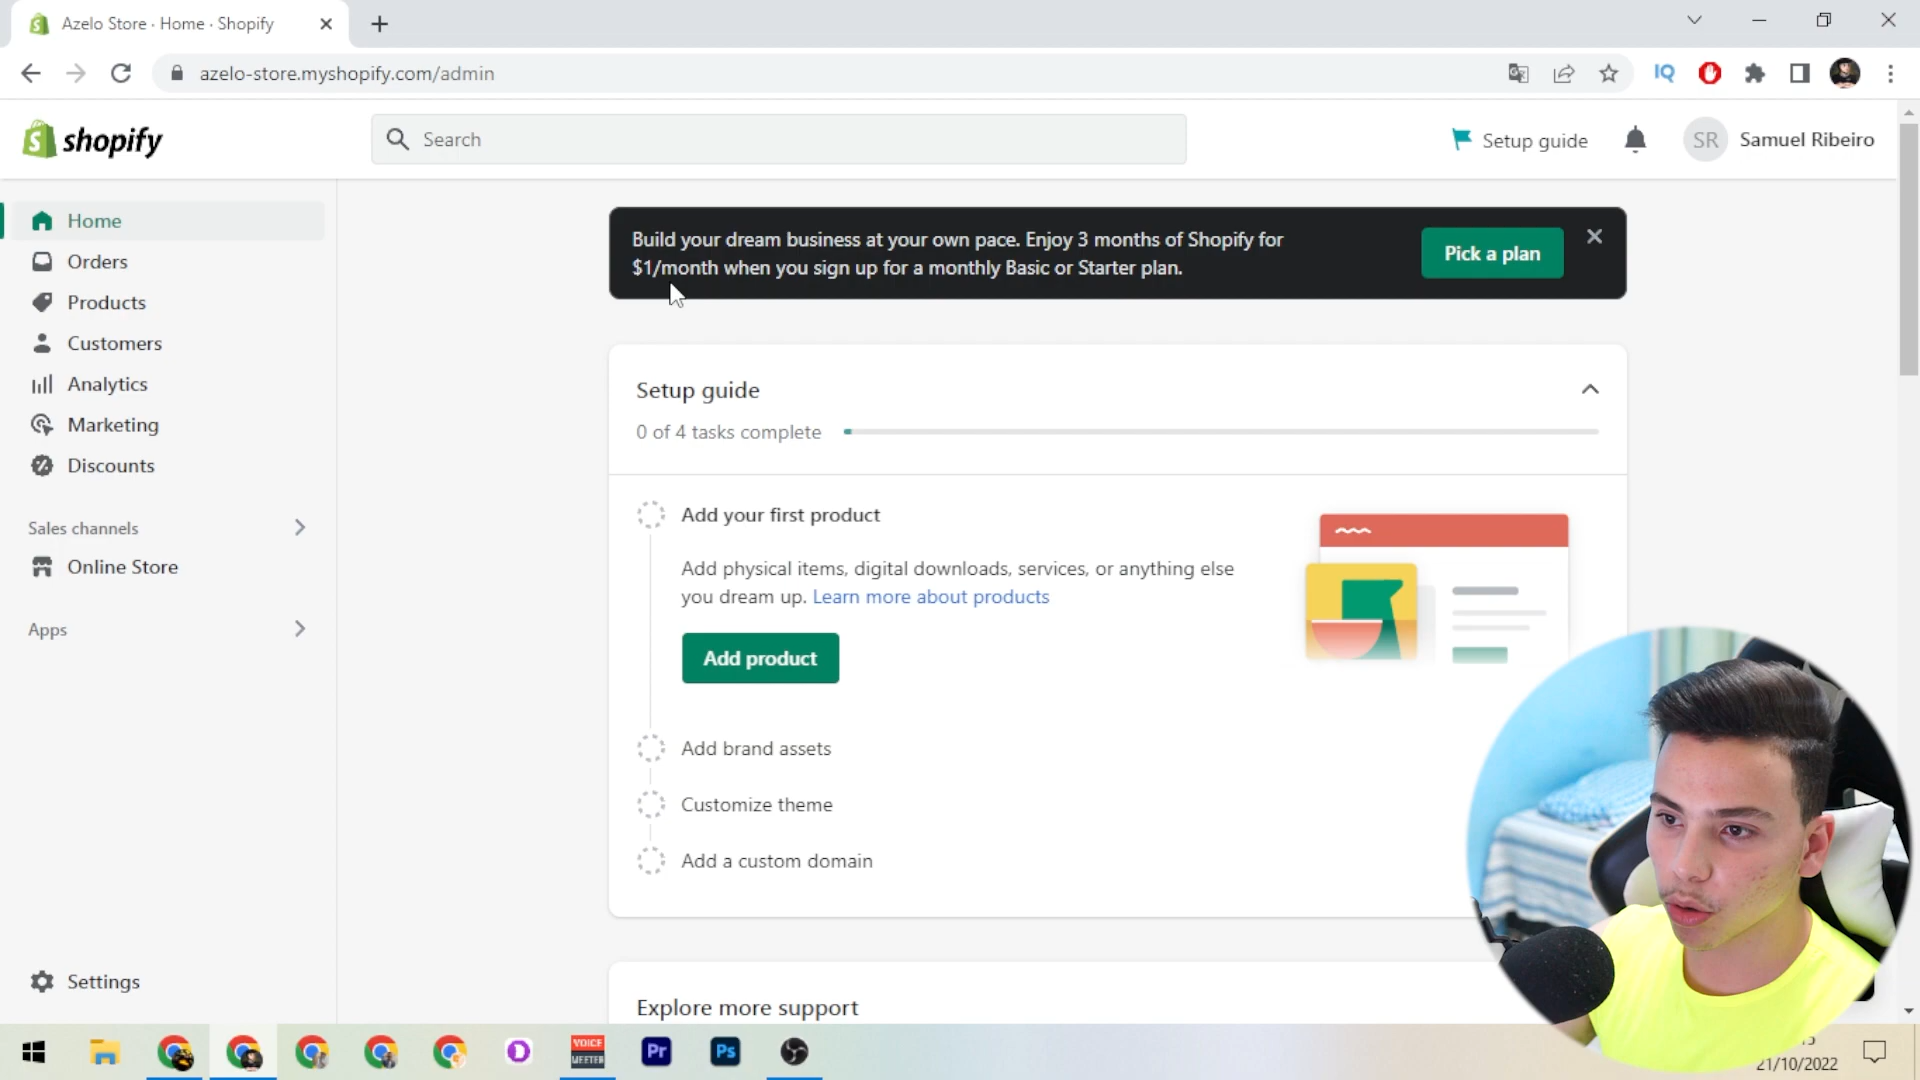 Azelo Store · Home · Shopify
azelo-store.myshopify.com/admin
IQ
shopify
Search
Setup guide
SR
Samuel Ribeiro
Home
Orders
Products
Customers
Analytics
Marketing
Discounts
Sales channels
Online Store
Apps
Settings
Build your dream business at your own pace. Enjoy 3 months of Shopify for
$1/month when you sign up for a monthly Basic or Starter plan.
Pick a plan
Setup guide
0 of 4 tasks complete
Add your first product
Add physical items, digital downloads, services, or anything else
you dream up. Learn more about products
Add product
Add brand assets
Customize theme
Add a custom domain
Explore more support
VOICE
MEETER
Pr
Ps
21/10/2022